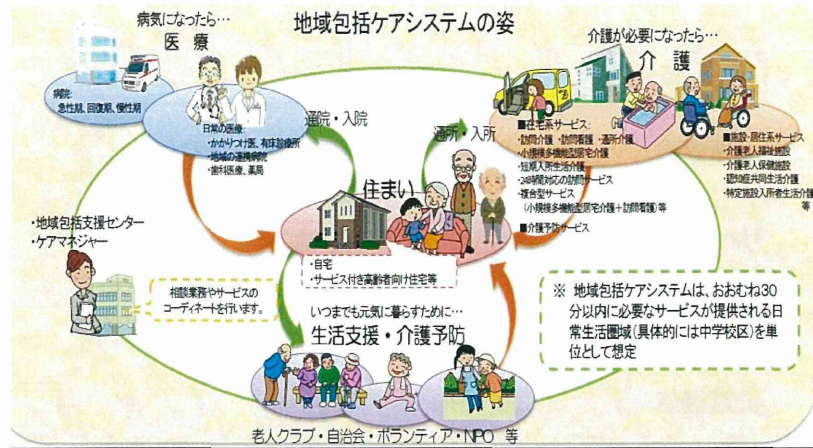 地域包括ケアシステムの姿
病気になったら…
医 療
病院:
急性期、回復期、慢性期
日常の医療:
・かかりつけ医、有床診療所
・地域の連携病院
・歯科医療、薬局
通院・入院
通所・入所
介護が必要になったら…
介 護
■在宅系サービス:
・訪問介護・訪問看護・通所介護
・小規模多機能型居宅介護
・短期入所生活介護
・24時間対応の訪問サービス
・複合型サービス
(小規模多機能型居宅介護+訪問看護)等
■介護予防サービス
■施設・居住系サービス
・介護老人福祉施設
・介護老人保健施設
・認知症共同生活介護
・特定施設入所者生活介護
等
住まい
・自宅
・サービス付き高齢者向け住宅等
・地域包括支援センター
・ケアマネジャー
相談業務やサービスの
コーディネートを行います。
いつまでも元気に暮らすために…
生活支援・介護予防
老人クラブ・自治会・ボランティア・NPO 等
※ 地域包括ケアシステムは、おおむね30
分以内に必要なサービスが提供される日
常生活圏域(具体的には中学校区)を単
位として想定